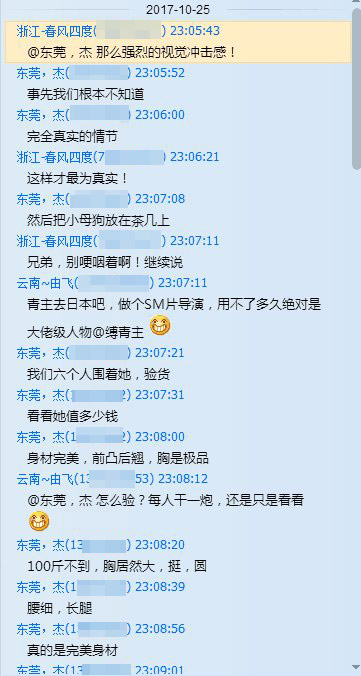 2017-10-25
浙江-春风四度( ) 23:05:43
@东莞，杰 那么强烈的视觉冲击感！
东莞，杰( ) 23:05:52
事先我们根本不知道
东莞，杰( ) 23:06:00
完全真实的情节
浙江-春风四度(7 ) 23:06:21
这样才最为真实！
东莞，杰( ) 23:07:08
然后把小母狗放在茶几上
浙江-春风四度( ) 23:07:11
兄弟，别哽咽着啊！继续说
云南~由飞( ) 23:07:11
青主去日本吧，做个SM片导演，用不了多久绝对是
大佬级人物@缚青主
东莞，杰( ) 23:07:21
我们六个人围着她，验货
东莞，杰(1 2) 23:07:31
看看她值多少钱
东莞，杰(1 2) 23:08:00
身材完美，前凸后翘，胸是极品
云南~由飞(13 53) 23:08:12
@东莞，杰 怎么验？每人干一炮，还是只是看看
东莞，杰(13 ) 23:08:20
100斤不到，胸居然大，挺，圆
东莞，杰(1 ) 23:08:39
腰细，长腿
东莞，杰(1 ) 23:08:56
真的是完美身材
东莞，杰(13 ) 23:09:01